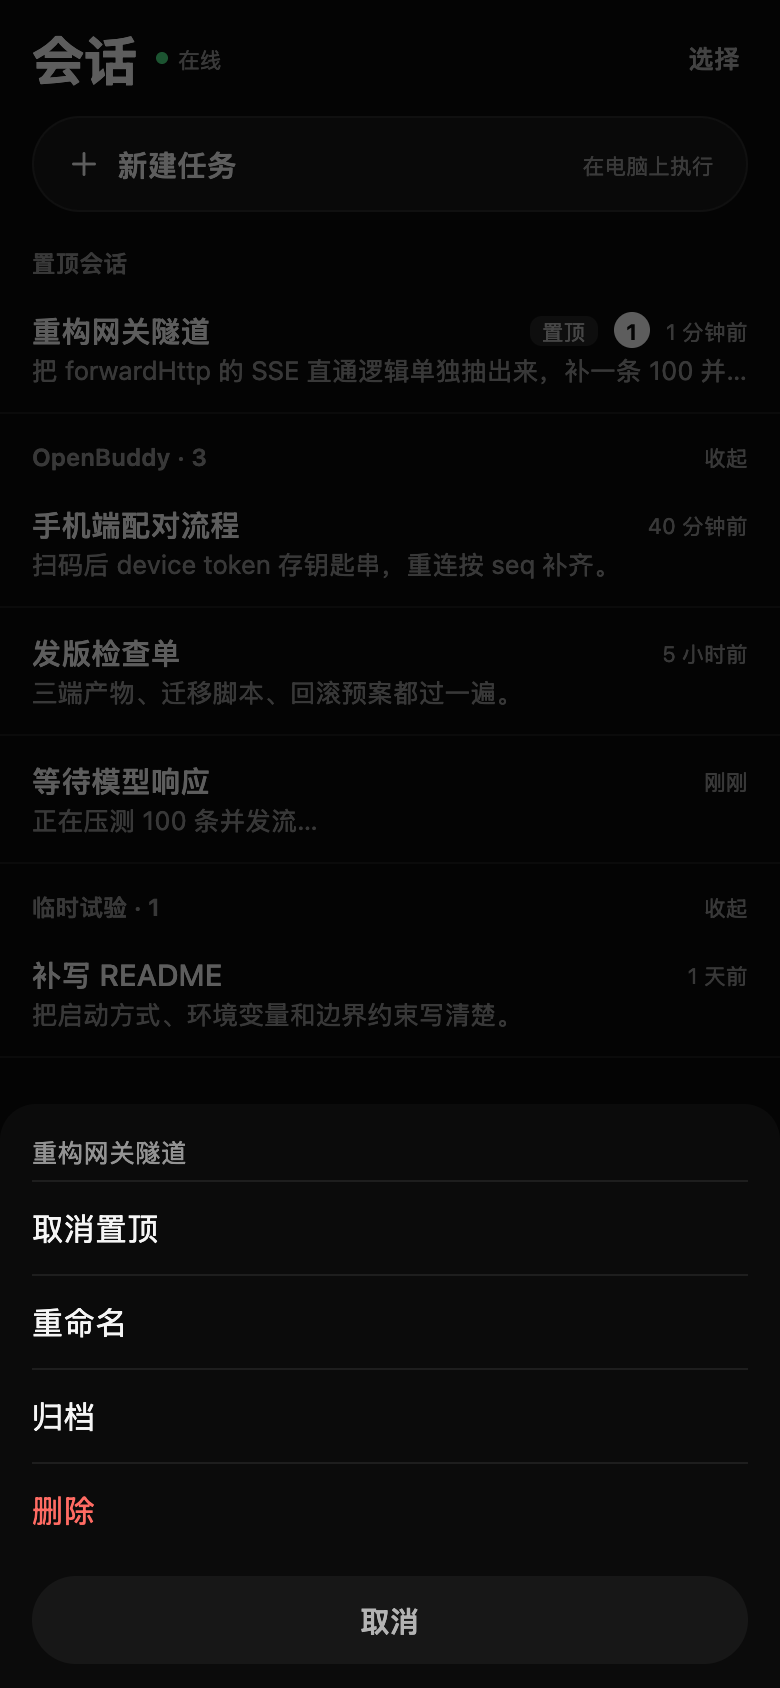 会话 在线 选择
+ 新建任务 在电脑上执行
置顶会话
重构网关隧道 置顶 1 1 分钟前
把 forwardHttp 的 SSE 直通逻辑单独抽出来，补一条 100 并...
OpenBuddy · 3 收起
手机端配对流程 40 分钟前
扫码后 device token 存钥匙串，重连按 seq 补齐。
发版检查单 5 小时前
三端产物、迁移脚本、回滚预案都过一遍。
等待模型响应 刚刚
正在压测 100 条并发流...
临时试验 · 1 收起
补写 README 1 天前
把启动方式、环境变量和边界约束写清楚。
重构网关隧道
取消置顶
重命名
归档
删除
取消